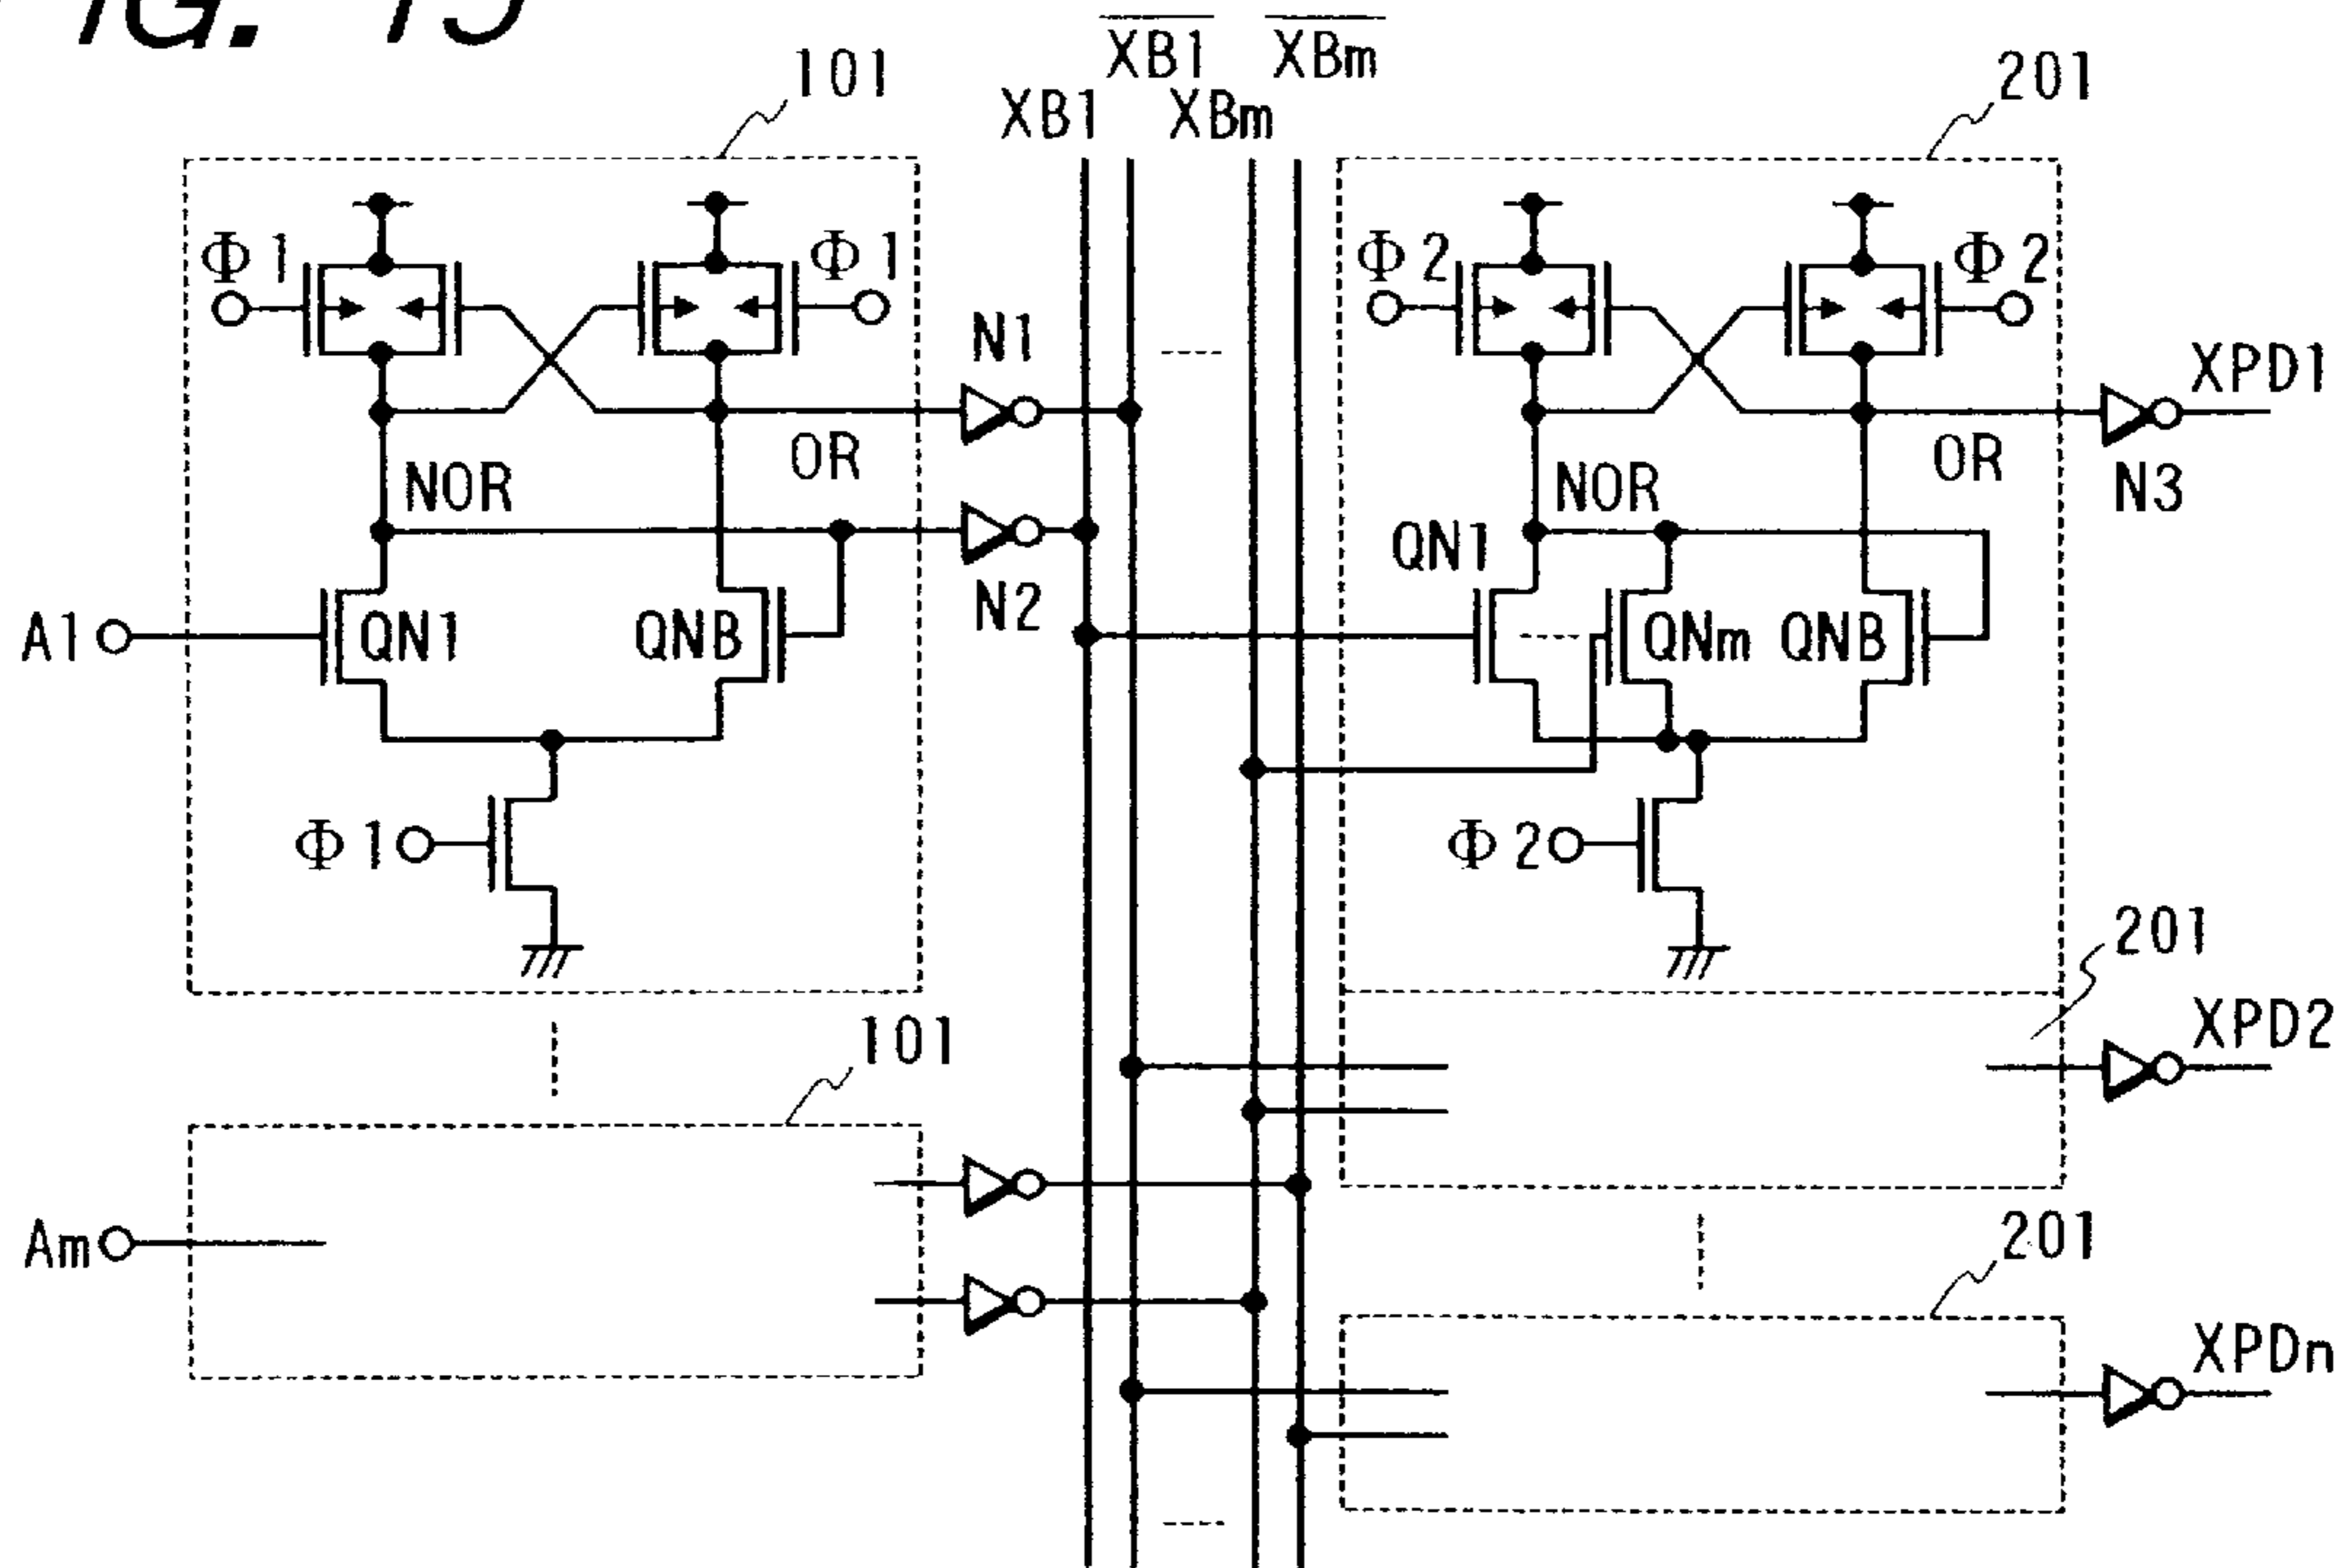 FIG. 15
XB1 XBm
XB1 XBm
101
201
Φ1
Φ1
Φ2
Φ2
N1
XPD1
OR
NOR
OR
NOR
N3
QN1
N2
A1
QN1
QNB
QNm
QNB
Φ1
Φ2
201
101
XPD2
Am
201
XPDn